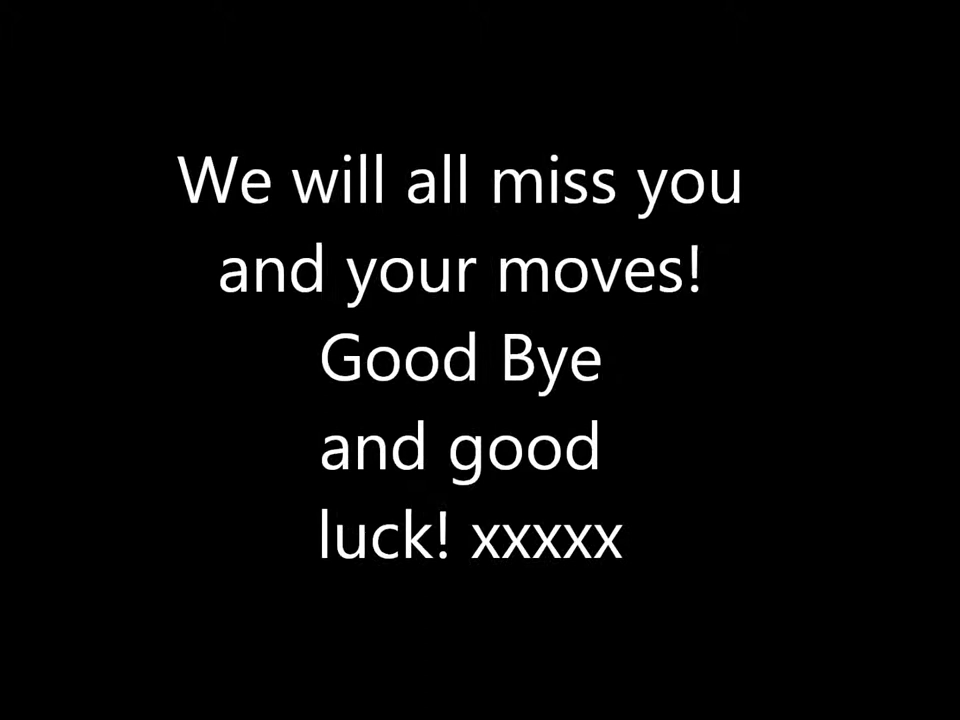 We will all miss you
and your moves!
Good Bye
and good
luck! xxxxx